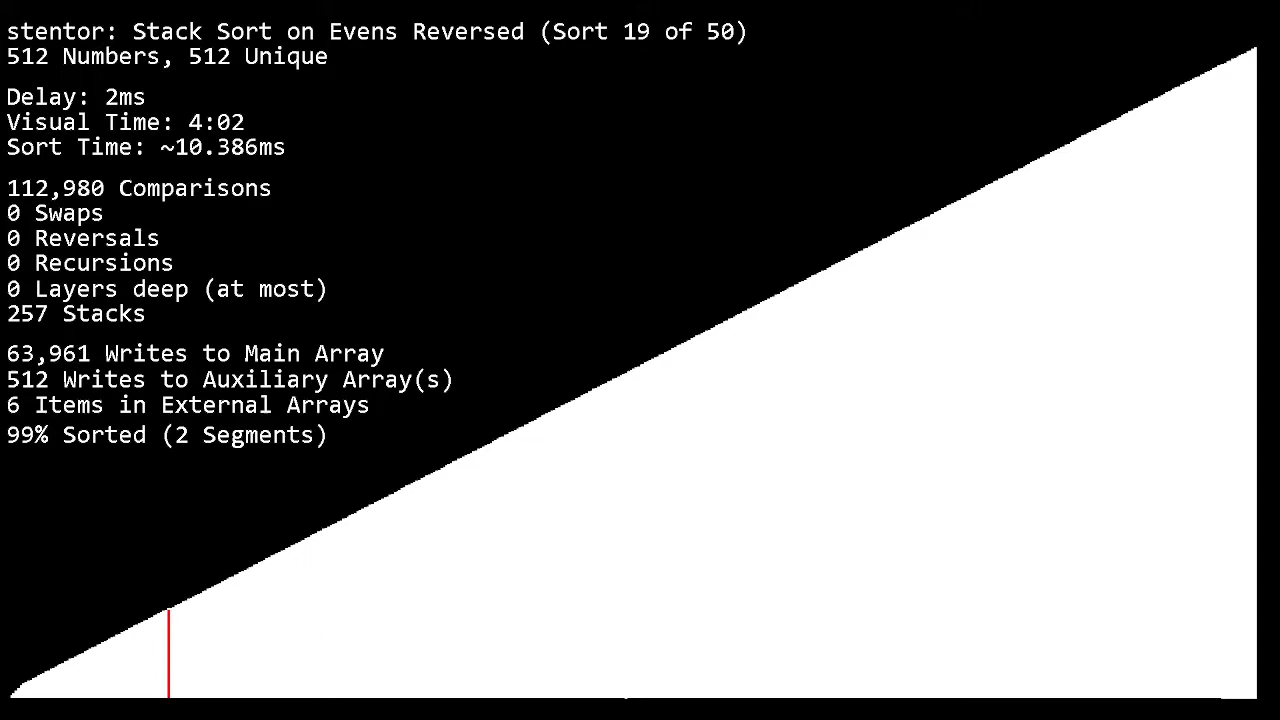 stentor: Stack Sort on Evens Reversed (Sort 19 of 50)
512 Numbers, 512 Unique
Delay: 2ms
Visual Time: 4:02
Sort Time: ~10.386ms
112,980 Comparisons
0 Swaps
0 Reversals
0 Recursions
0 Layers deep (at most)
257 Stacks
63,961 Writes to Main Array
512 Writes to Auxiliary Array(s)
6 Items in External Arrays
99% Sorted (2 Segments)